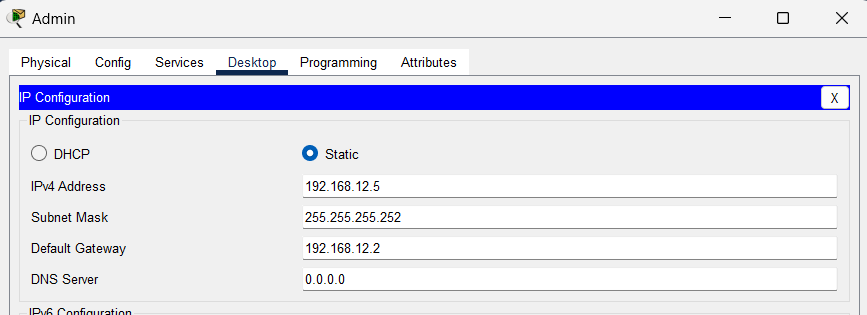 Admin
Physical Config Services Desktop Programming Attributes
IP Configuration X
IP Configuration
DHCP Static
IPv4 Address 192.168.12.5
Subnet Mask 255.255.255.252
Default Gateway 192.168.12.2
DNS Server 0.0.0.0
IPv6 Configuration